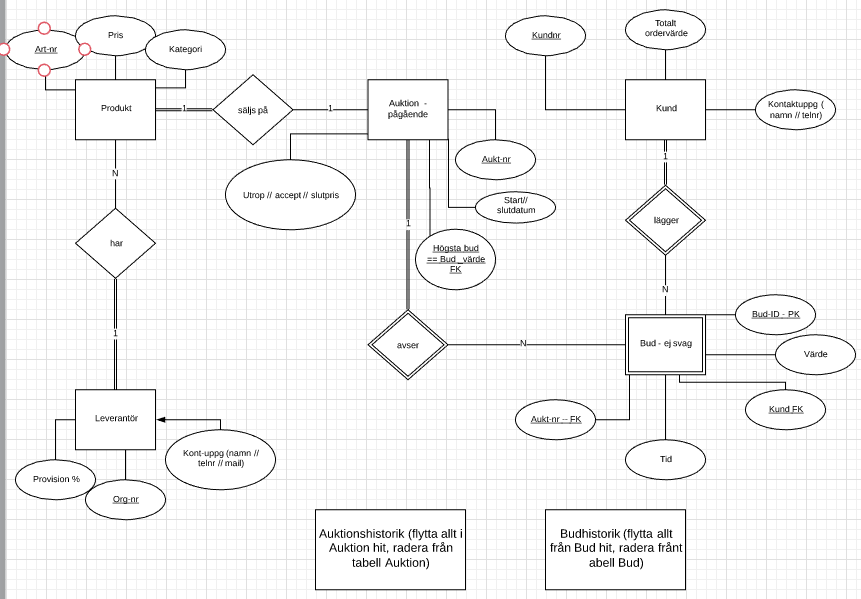 Art-nr
Pris
Kategori
Kundnr
Totalt
ordervärde
Produkt
1
säljs på
1
Auktion -
pågående
Kund
Kontaktuppg (
namn // telnr)
Aukt-nr
1
N
Utrop // accept // slutpris
Start//
slutdatum
1
lägger
har
Högsta bud
== Bud_värde
FK
N
Bud-ID - PK
1
avser
N
Bud - ej svag
Värde
Leverantör
Aukt-nr -- FK
Kund FK
Kont-uppg (namn //
telnr // mail)
Tid
Provision %
Org-nr
Auktionshistorik (flytta allt i
Auktion hit, radera från
tabell Auktion)
Budhistorik (flytta allt
från Bud hit, radera frånt
abell Bud)